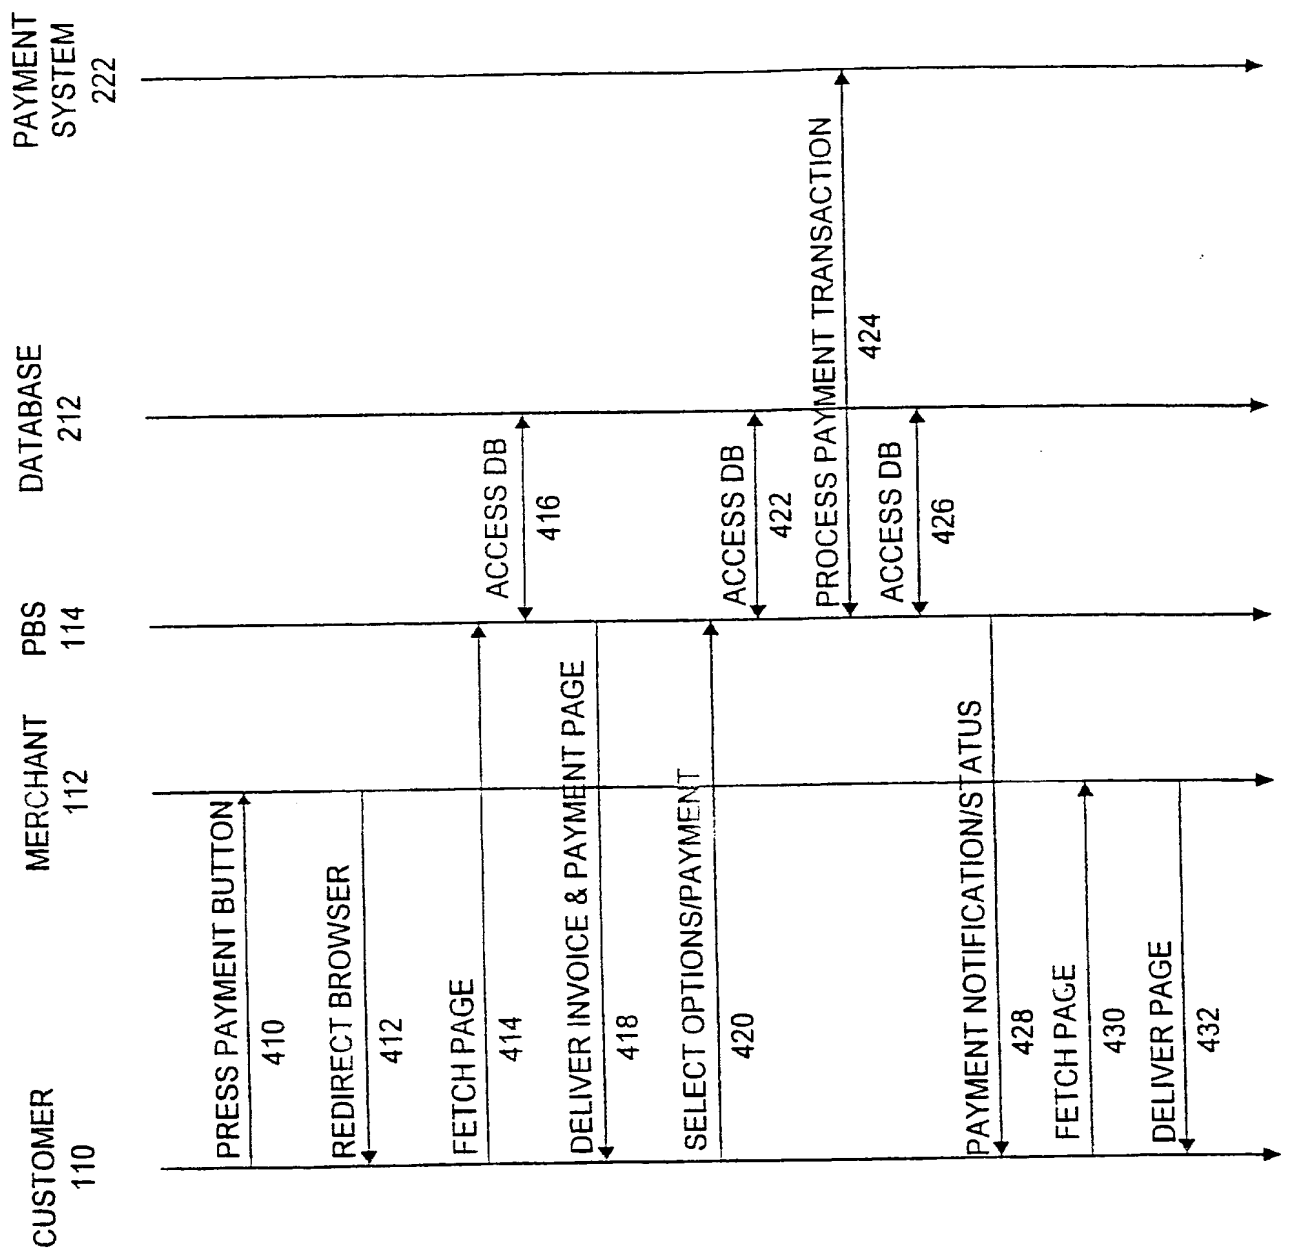 CUSTOMER
110
MERCHANT
112
PBS
114
DATABASE
212
PAYMENT
SYSTEM
222
PRESS PAYMENT BUTTON
410
REDIRECT BROWSER
412
FETCH PAGE
414
ACCESS DB
416
DELIVER INVOICE & PAYMENT PAGE
418
SELECT OPTIONS/PAYMENT
420
ACCESS DB
422
PROCESS PAYMENT TRANSACTION
424
ACCESS DB
426
PAYMENT NOTIFICATION/STATUS
428
FETCH PAGE
430
DELIVER PAGE
432